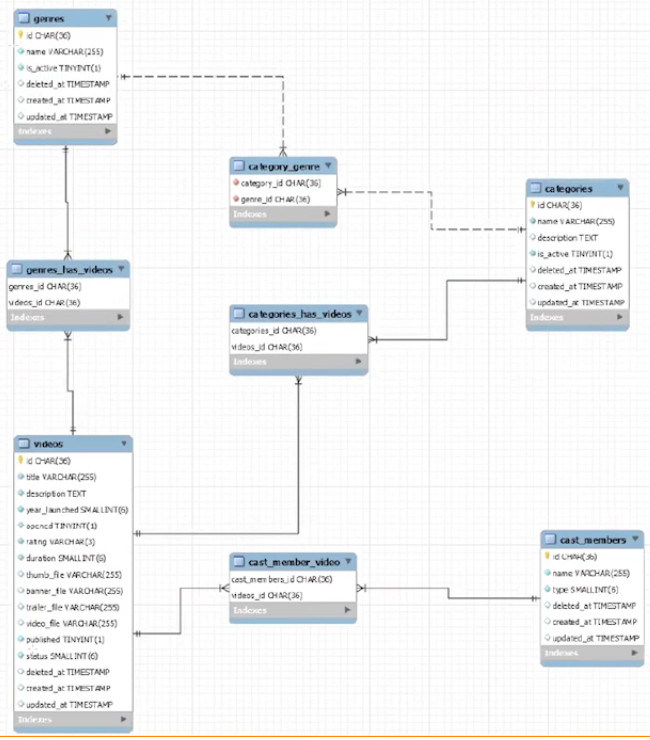 genres
id CHAR(36)
name VARCHAR(255)
is_active TINYINT(1)
deleted_at TIMESTAMP
created_at TIMESTAMP
updated_at TIMESTAMP
Indexes
category_genre
category_id CHAR(36)
genre_id CHAR(36)
Indexes
categories
id CHAR(36)
name VARCHAR(255)
description TEXT
is_active TINYINT(1)
deleted_at TIMESTAMP
created_at TIMESTAMP
updated_at TIMESTAMP
Indexes
genres_has_videos
genres_id CHAR(36)
videos_id CHAR(36)
Indexes
categories_has_videos
categories_id CHAR(36)
videos_id CHAR(36)
Indexes
videos
id CHAR(36)
title VARCHAR(255)
description TEXT
year_launched SMALLINT(6)
opened TINYINT(1)
rating VARCHAR(3)
duration SMALLINT(6)
thumb_file VARCHAR(255)
banner_file VARCHAR(255)
trailer_file VARCHAR(255)
video_file VARCHAR(255)
published TINYINT(1)
status SMALLINT(6)
deleted_at TIMESTAMP
created_at TIMESTAMP
updated_at TIMESTAMP
Indexes
cast_member_video
cast_members_id CHAR(36)
videos_id CHAR(36)
Indexes
cast_members
id CHAR(36)
name VARCHAR(255)
type SMALLINT(6)
deleted_at TIMESTAMP
created_at TIMESTAMP
updated_at TIMESTAMP
Indexes